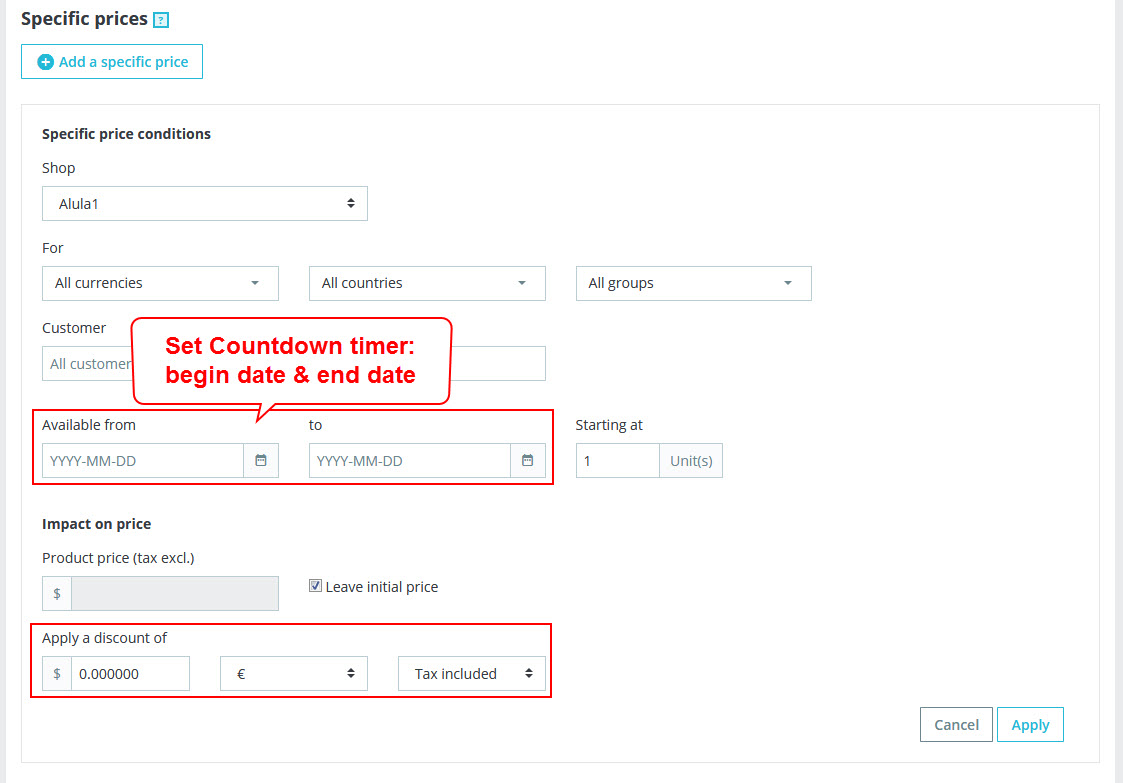 Specific prices ?
Add a specific price
Specific price conditions
Shop
Alula1
For
All currencies All countries All groups
Customer
All customer
Set Countdown timer:
begin date & end date
Available from to Starting at
YYYY-MM-DD YYYY-MM-DD 1 Unit(s)
Impact on price
Product price (tax excl.)
$ Leave initial price
Apply a discount of
$ 0.000000 € Tax included
Cancel Apply